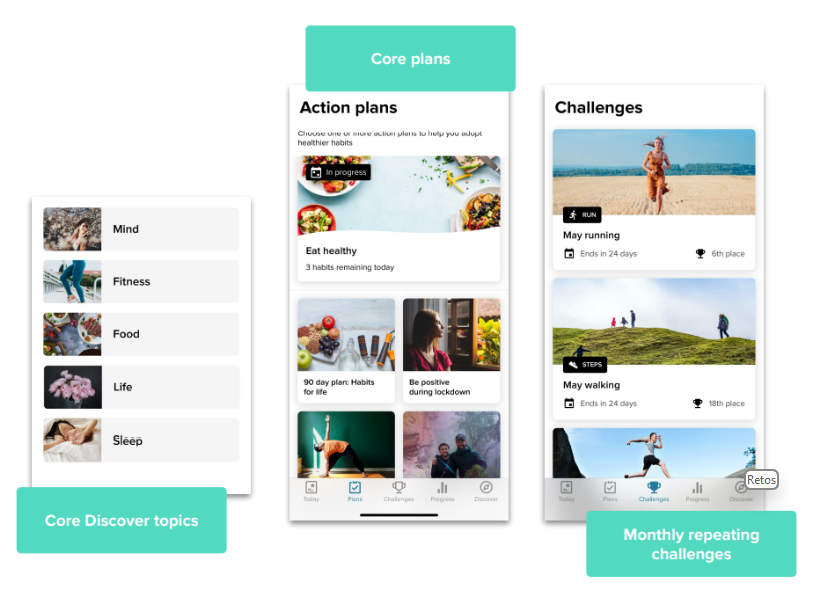 Core plans
Action plans
Choose one or more action plans to help you adopt
healthier habits
In progress
Eat healthy
3 habits remaining today
90 day plan: Habits
for life
Be positive
during lockdown
Today
Plans
Challenges
Progress
Discover
Challenges
RUN
May running
Ends in 24 days
6th place
STEPS
May walking
Ends in 24 days
18th place
Retos
Today
Plans
Challenges
Progress
Discover
Monthly repeating
challenges
Mind
Fitness
Food
Life
Sleep
Core Discover topics